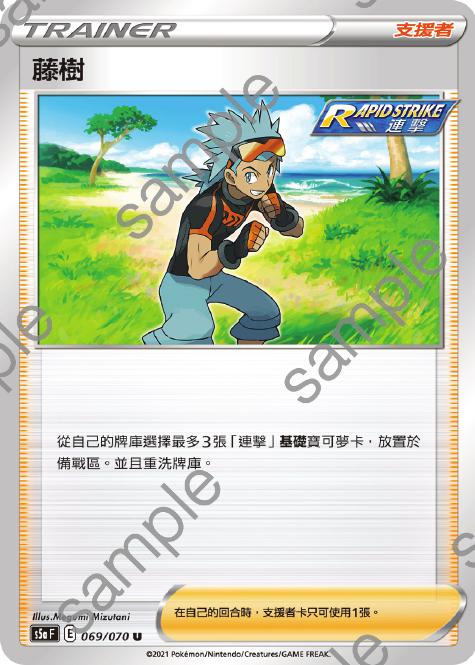 TRAINER
支援者
藤樹
RAPID STRIKE
連擊
sample
sample
sample
sample
sample
sample
sample
從自己的牌庫選擇最多3張「連擊」基礎寶可夢卡，放置於
備戰區。並且重洗牌庫。
Illus.Megumi Mizutani
s5a F E 069/070 U
在自己的回合時，支援者卡只可使用1張。
©2021 Pokémon/Nintendo/Creatures/GAME FREAK.